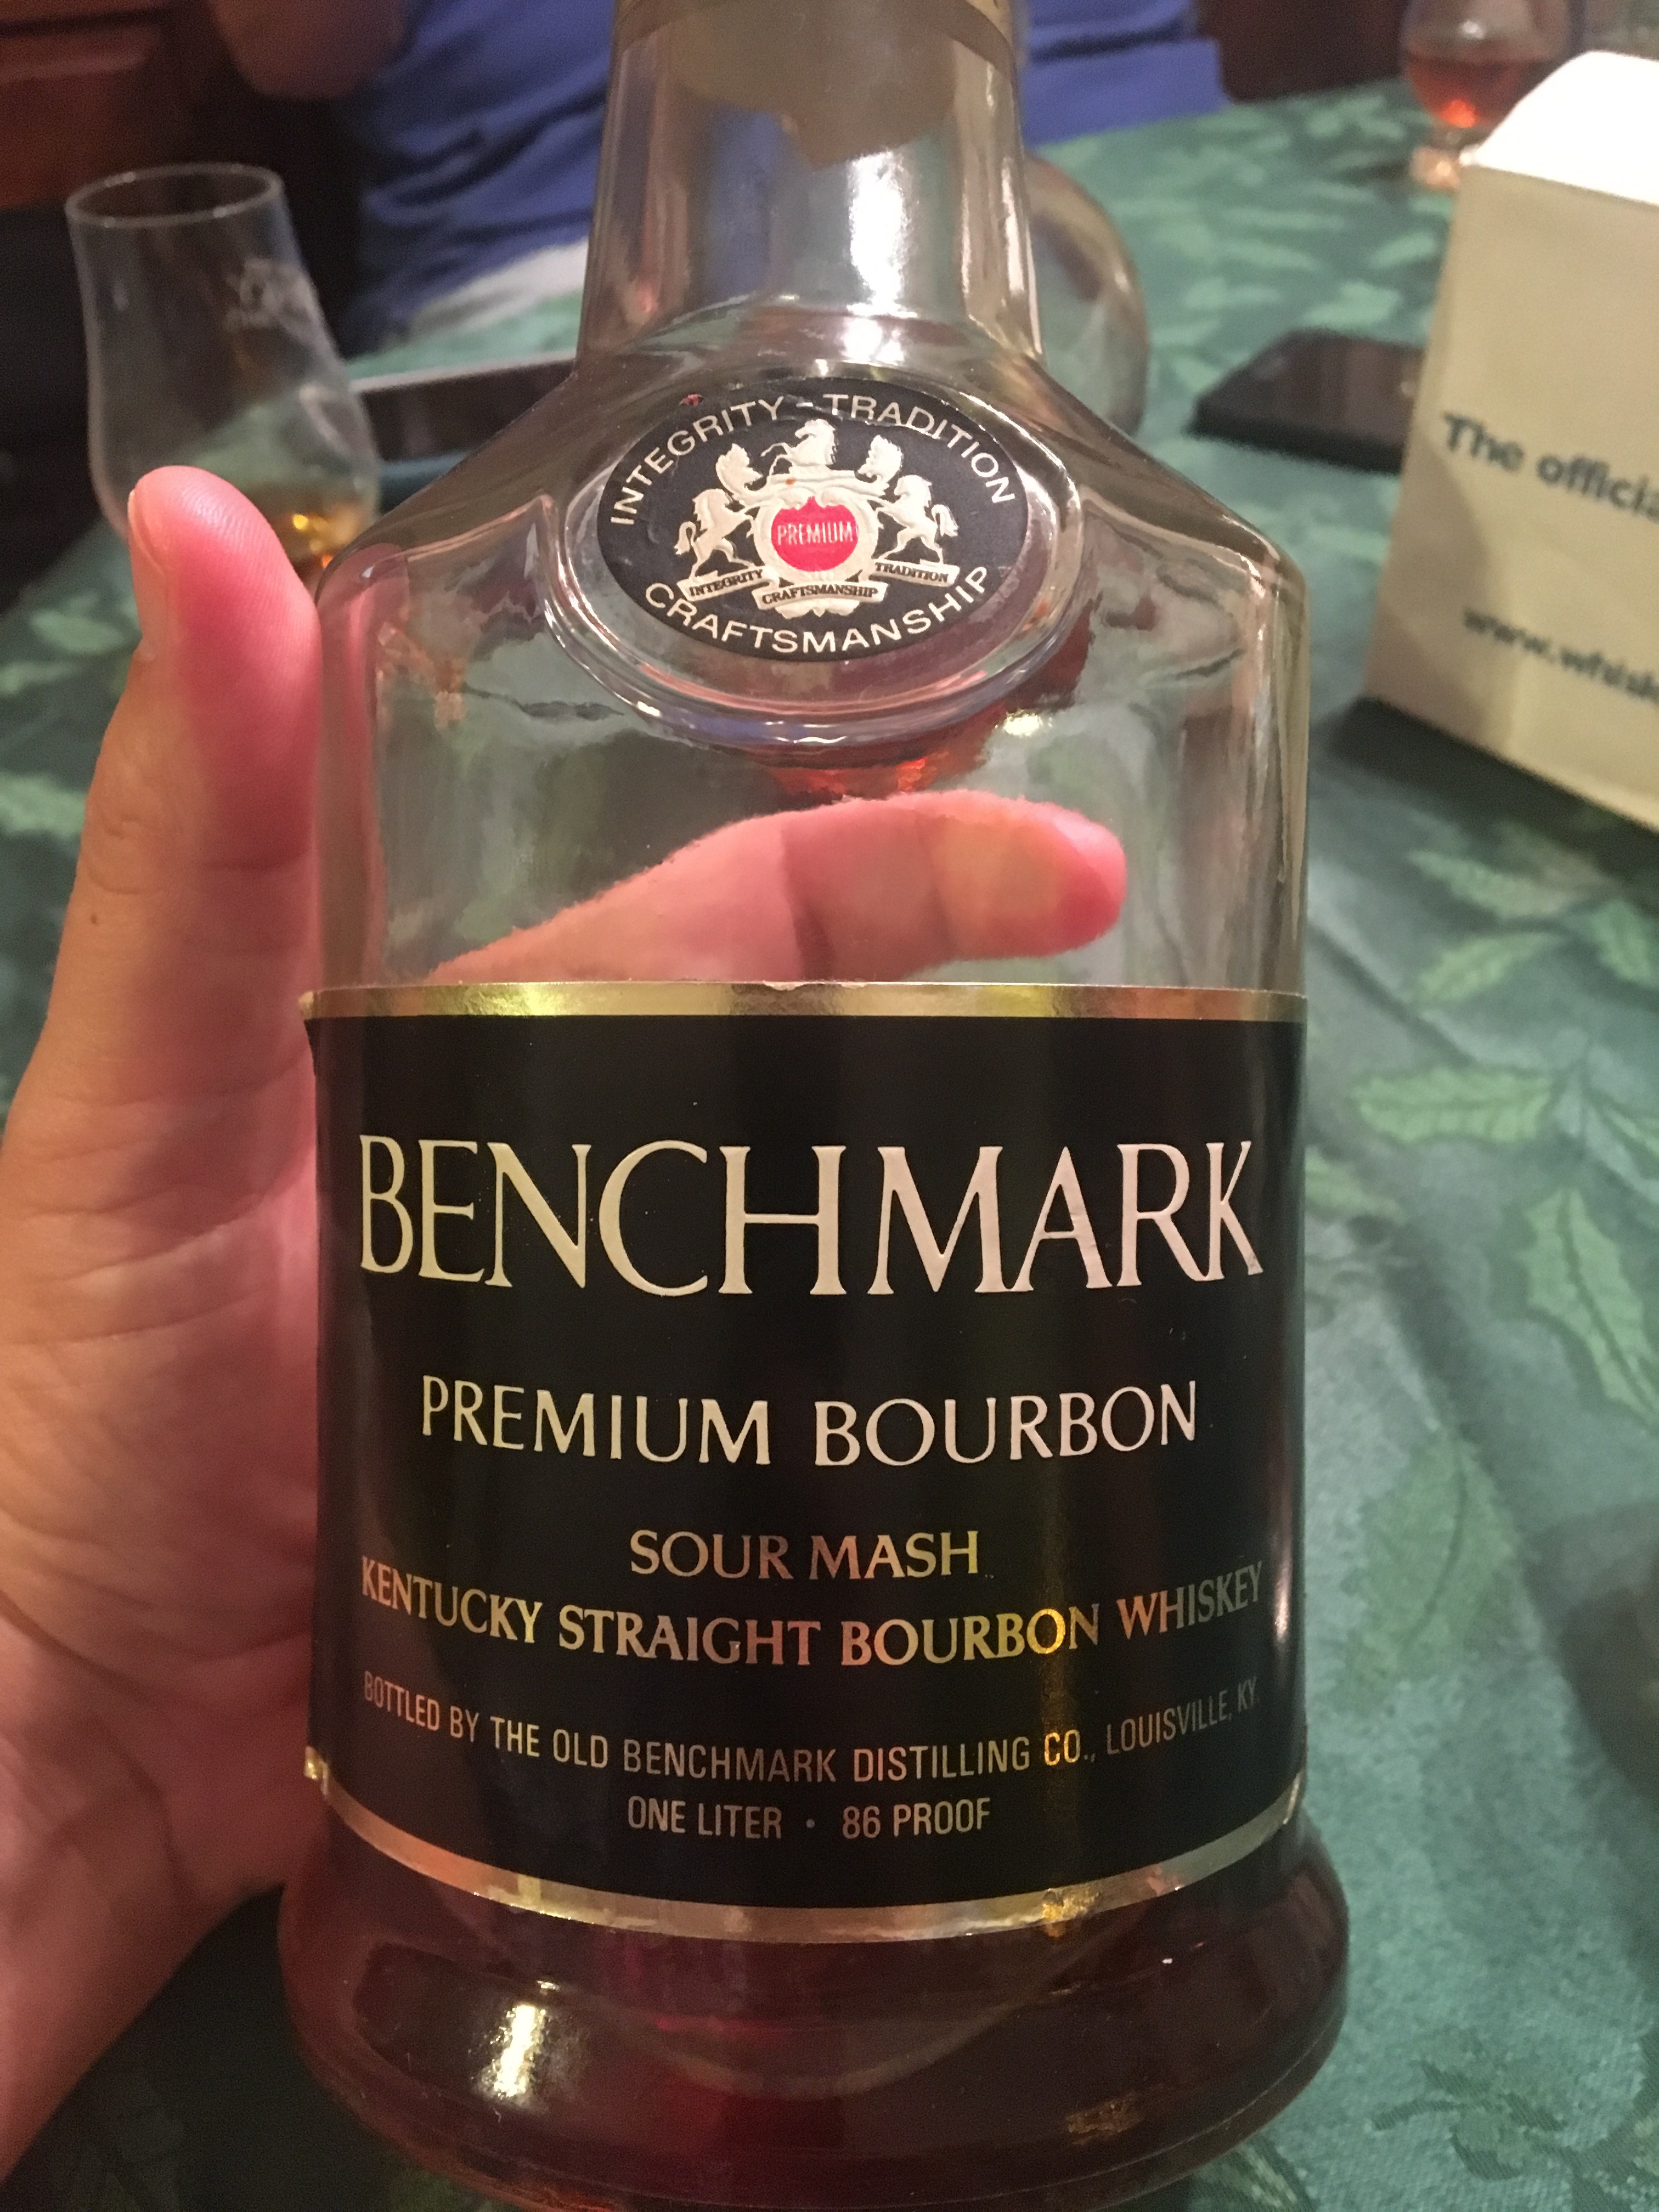 INTEGRITY - TRADITION
PREMIUM
INTEGRITY
CRAFTSMANSHIP
TRADITION
CRAFTSMANSHIP
The
www.
BENCHMARK
PREMIUM BOURBON
SOUR MASH
KENTUCKY STRAIGHT BOURBON WHISKEY
BOTTLED BY THE OLD BENCHMARK DISTILLING CO., LOUISVILLE, KY.
ONE LITER · 86 PROOF